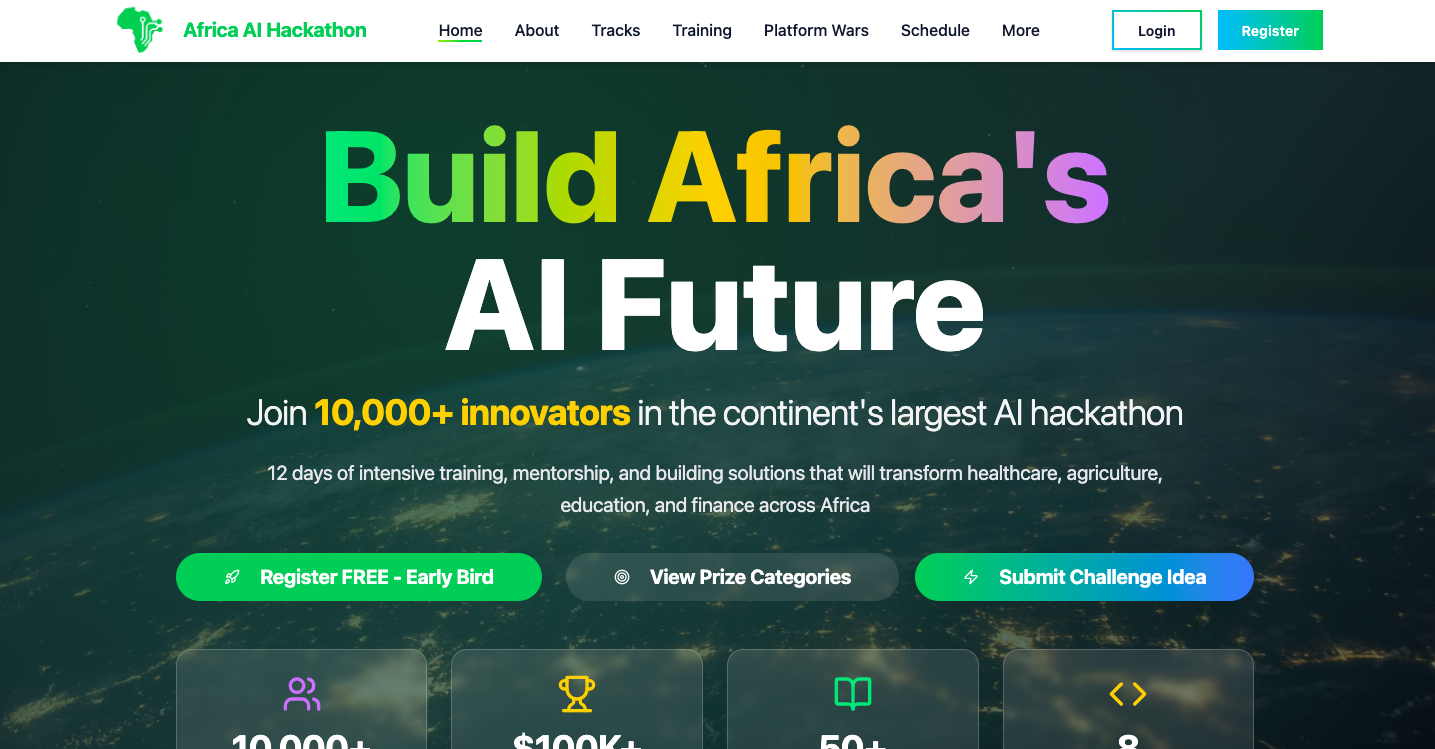 Africa AI Hackathon
Home About Tracks Training Platform Wars Schedule More
Login Register
Build Africa's
AI Future
Join 10,000+ innovators in the continent's largest AI hackathon
12 days of intensive training, mentorship, and building solutions that will transform healthcare, agriculture,
education, and finance across Africa
Register FREE - Early Bird
View Prize Categories
Submit Challenge Idea
10,000+
$100K+
50+
8